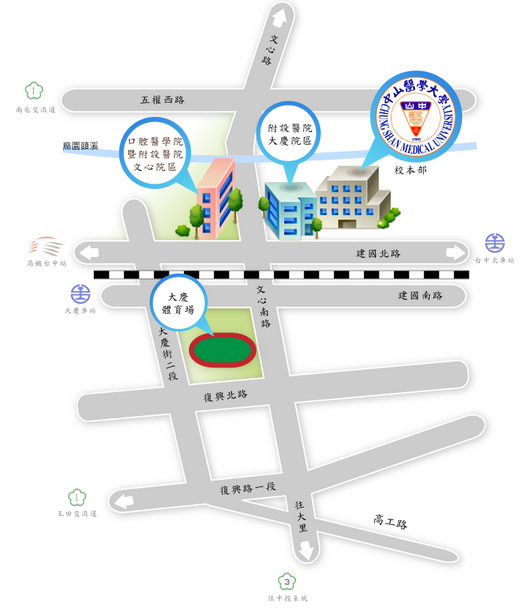 文心路
1
南屯交流道
五權西路
中山醫學大學
CHUNG SHAN MEDICAL UNIVERSITY
中山
1960
附設醫院
大慶院區
口腔醫學院
暨附設醫院
文心院區
校本部
建國北路
高鐵台中站
台中火車站
大慶車站
建國南路
大慶
體育場
文心南路
大慶街二段
復興北路
復興路一段
1
王田交流道
往大里
高工路
3
往中投系統